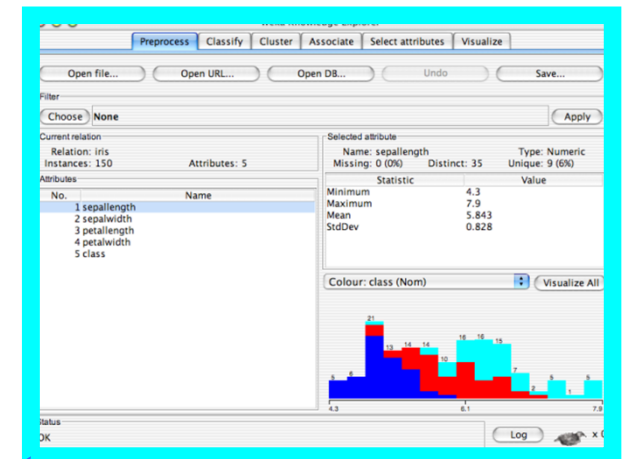 Preprocess Classify Cluster Associate Select attributes Visualize
Open file... Open URL... Open DB... Undo Save...
Filter
Choose None Apply
Current relation
Relation: iris
Instances: 150 Attributes: 5
Selected attribute
Name: sepallength Type: Numeric
Missing: 0 (0%) Distinct: 35 Unique: 9 (6%)
Attributes
No. Name
1 sepallength
2 sepalwidth
3 petallength
4 petalwidth
5 class
Statistic Value
Minimum 4.3
Maximum 7.9
Mean 5.843
StdDev 0.828
Colour: class (Nom) Visualize All
21
16 16 15
13 14 14
10
7
5 6 2 5 1 5
4.3 6.1 7.9
Status
OK
Log x 0